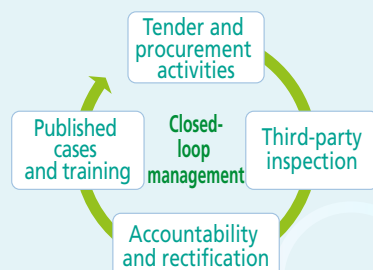 Tender and
procurement
activities
Published
cases
and training
Closed-
loop
management
Third-party
inspection
Accountability
and rectification